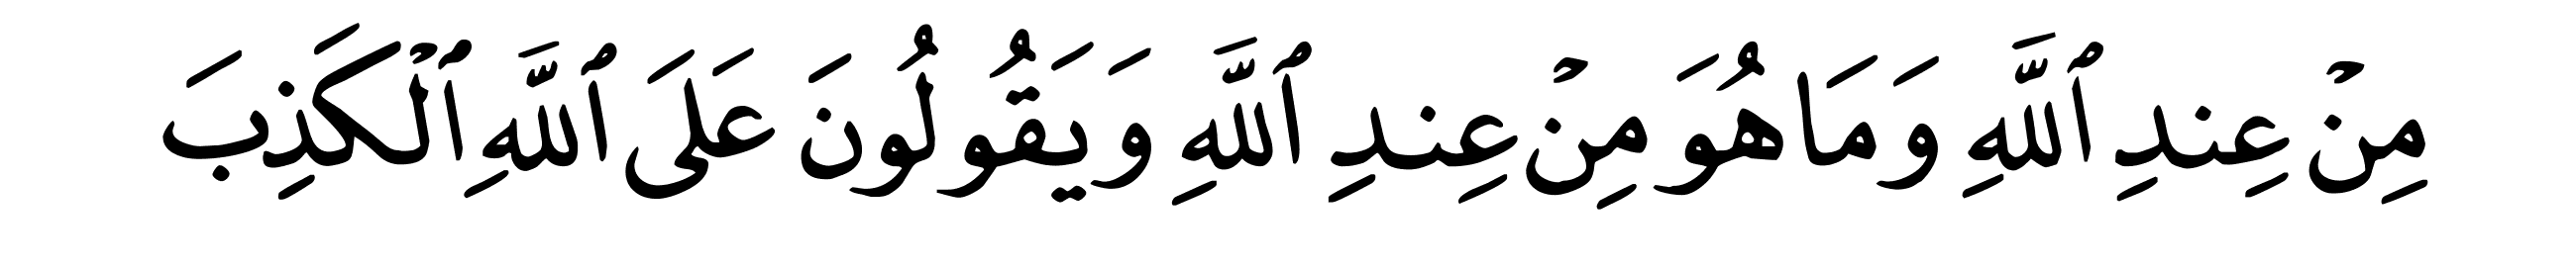 مِنْ عِندِ ٱللَّهِ وَمَا هُوَ مِنْ عِندِ ٱللَّهِ وَيَقُولُونَ عَلَى ٱللَّهِ ٱلْكَذِبَ